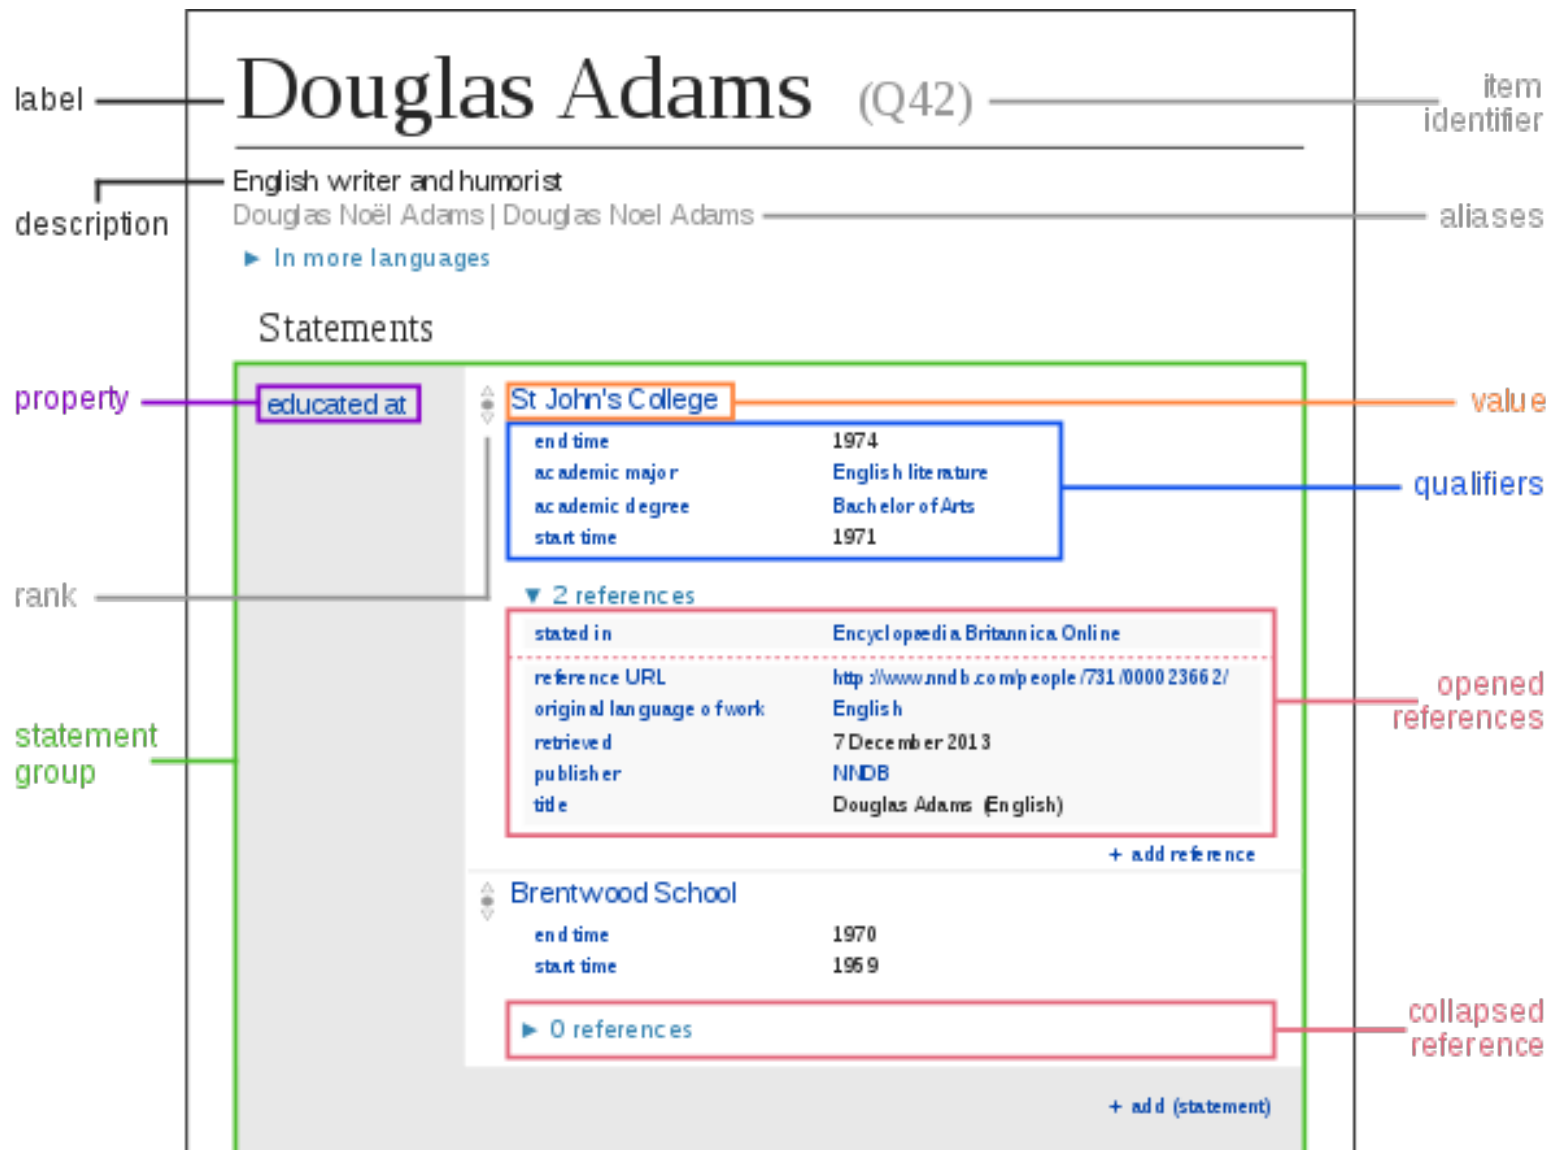 label
Douglas Adams (Q42)
item
identifier
description
English writer and humorist
Douglas Noël Adams | Douglas Noel Adams
aliases
► In more languages
Statements
property
educated at
St John's College
value
end time 1974
academic major English literature
academic degree Bachelor of Arts
start time 1971
qualifiers
rank
▼ 2 references
stated in Encyclopædia Britannica Online
reference URL http://www.nndb.com/people/731/000023662/
original language of work English
retrieved 7 December 2013
publisher NNDB
title Douglas Adams (English)
opened
references
statement
group
+ add reference
Brentwood School
end time 1970
start time 1959
► 0 references
collapsed
reference
+ add (statement)